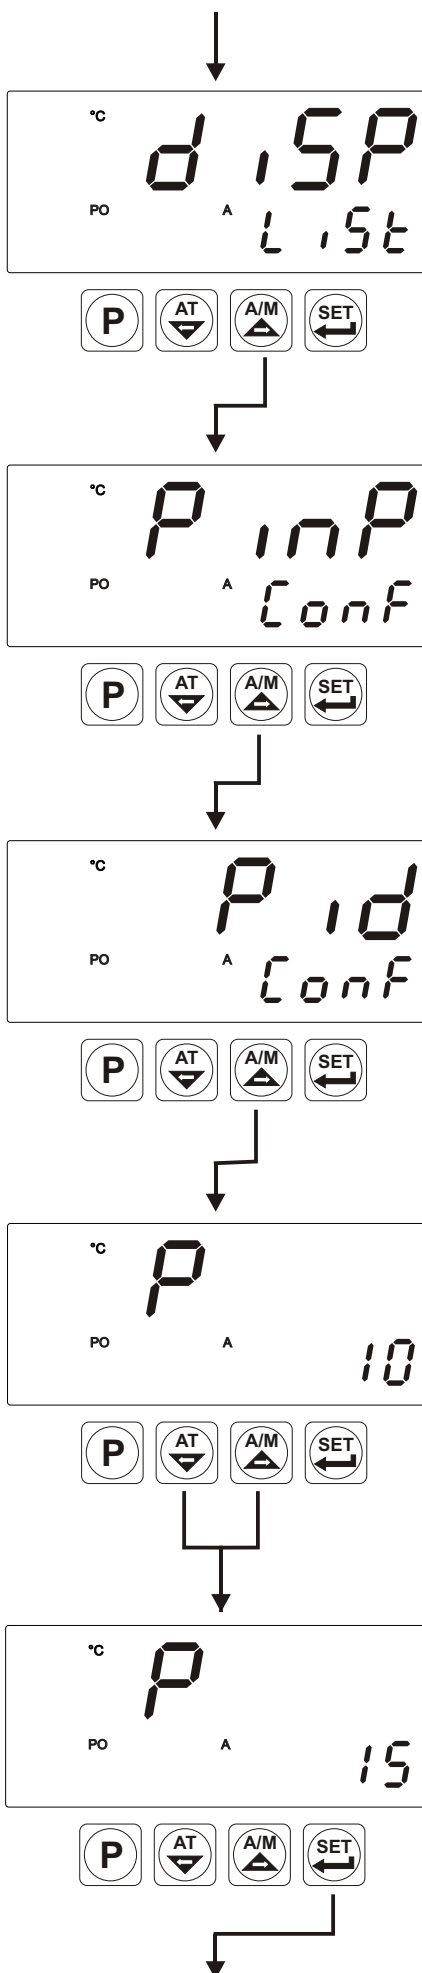 °C diSP
PO A LiSt
P AT A/M SET
°C P inP
PO A ConF
P AT A/M SET
°C Pid
PO A ConF
P AT A/M SET
°C P
PO A 10
P AT A/M SET
°C P
PO A 15
P AT A/M SET